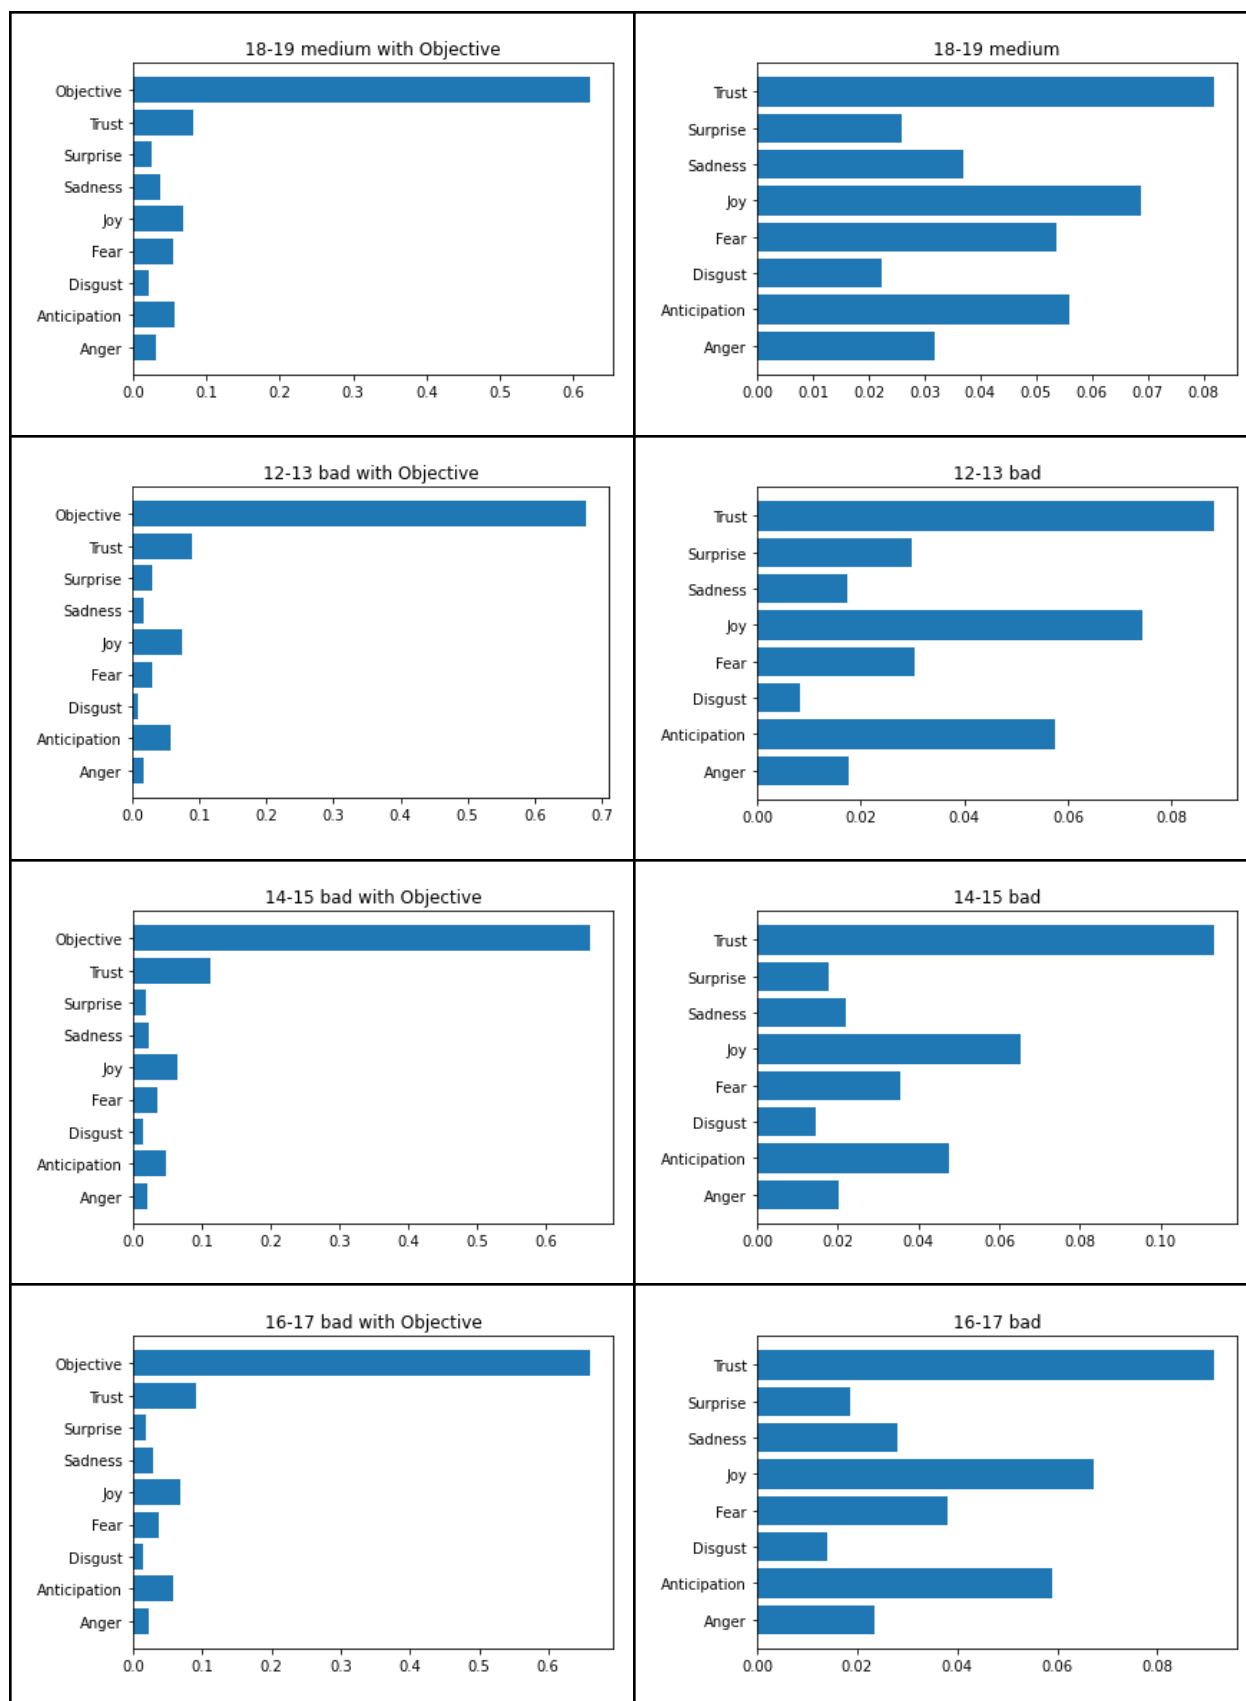 18-19 medium with Objective
Objective
Trust
Surprise
Sadness
Joy
Fear
Disgust
Anticipation
Anger
0.0 0.1 0.2 0.3 0.4 0.5 0.6
18-19 medium
Trust
Surprise
Sadness
Joy
Fear
Disgust
Anticipation
Anger
0.00 0.01 0.02 0.03 0.04 0.05 0.06 0.07 0.08
12-13 bad with Objective
Objective
Trust
Surprise
Sadness
Joy
Fear
Disgust
Anticipation
Anger
0.0 0.1 0.2 0.3 0.4 0.5 0.6 0.7
12-13 bad
Trust
Surprise
Sadness
Joy
Fear
Disgust
Anticipation
Anger
0.00 0.02 0.04 0.06 0.08
14-15 bad with Objective
Objective
Trust
Surprise
Sadness
Joy
Fear
Disgust
Anticipation
Anger
0.0 0.1 0.2 0.3 0.4 0.5 0.6
14-15 bad
Trust
Surprise
Sadness
Joy
Fear
Disgust
Anticipation
Anger
0.00 0.02 0.04 0.06 0.08 0.10
16-17 bad with Objective
Objective
Trust
Surprise
Sadness
Joy
Fear
Disgust
Anticipation
Anger
0.0 0.1 0.2 0.3 0.4 0.5 0.6
16-17 bad
Trust
Surprise
Sadness
Joy
Fear
Disgust
Anticipation
Anger
0.00 0.02 0.04 0.06 0.08